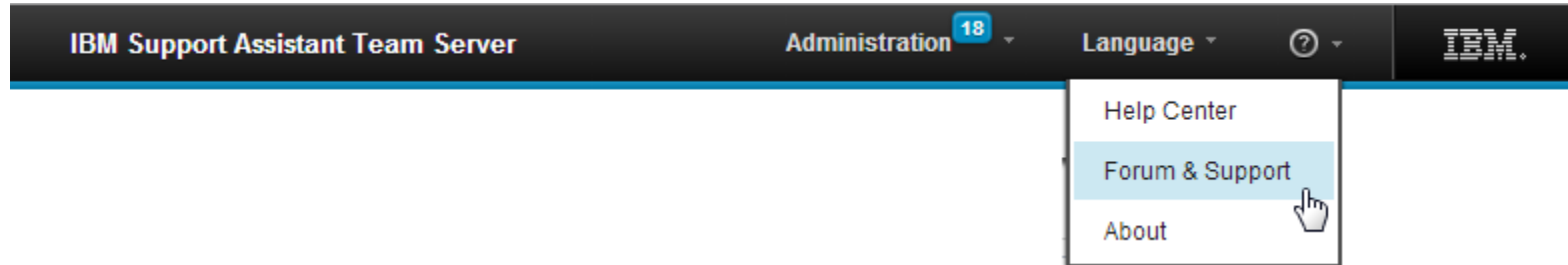 IBM Support Assistant Team Server Administration 18 Language ? IBM.
Help Center
Forum & Support
About